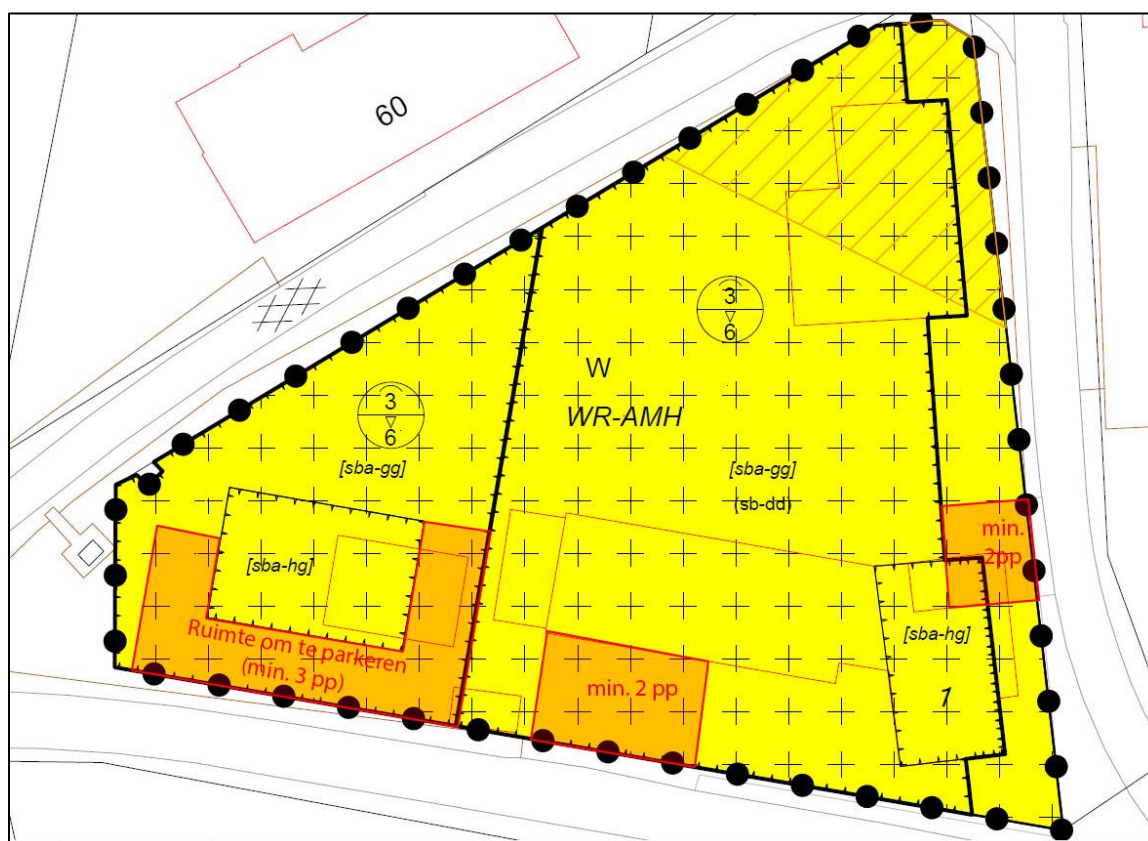 60
3
6
W
WR-AMH
3
6
[sba-gg]
[sba-gg]
(sb-dd)
min.
2pp
[sba-hg]
[sba-hg]
Ruimte om te parkeren
(min. 3 pp)
min. 2 pp
1